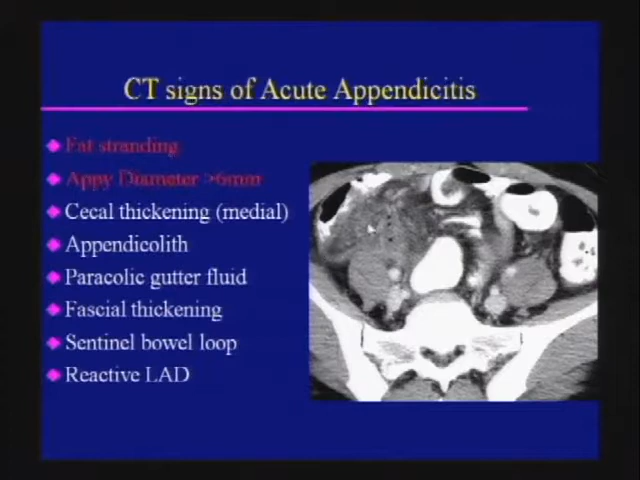 CT signs of Acute Appendicitis
Fat stranding
Appy Diameter >6mm
Cecal thickening (medial)
Appendicolith
Paracolic gutter fluid
Fascial thickening
Sentinel bowel loop
Reactive LAD